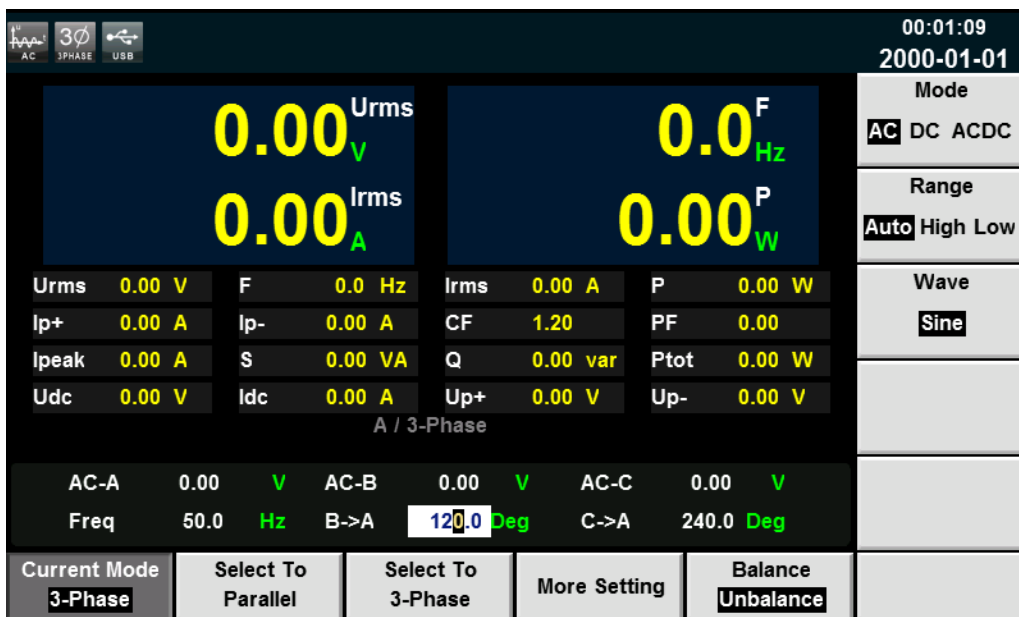 U
t
AC
3Ø
3PHASE
USB
00:01:09
2000-01-01
0.00 Urms V
0.0 F Hz
0.00 Irms A
0.00 P W
Mode
AC DC ACDC
Range
Auto High Low
Wave
Sine
Urms 0.00 V F 0.0 Hz Irms 0.00 A P 0.00 W
Ip+ 0.00 A Ip- 0.00 A CF 1.20 PF 0.00
Ipeak 0.00 A S 0.00 VA Q 0.00 var Ptot 0.00 W
Udc 0.00 V Idc 0.00 A Up+ 0.00 V Up- 0.00 V
A / 3-Phase
AC-A 0.00 V AC-B 0.00 V AC-C 0.00 V
Freq 50.0 Hz B->A 120.0 Deg C->A 240.0 Deg
Current Mode
3-Phase
Select To
Parallel
Select To
3-Phase
More Setting
Balance
Unbalance